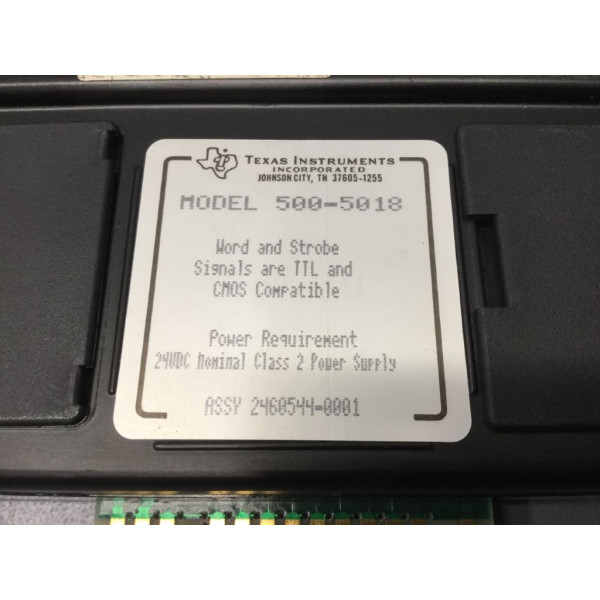 TEXAS INSTRUMENTS
INCORPORATED
JOHNSON CITY, TN 37605-1255
MODEL 500-5018
Word and Strobe
Signals are TTL and
CMOS Compatible
Power Requirement
24VDC Nominal Class 2 Power Supply
ASSY 2460544-0001